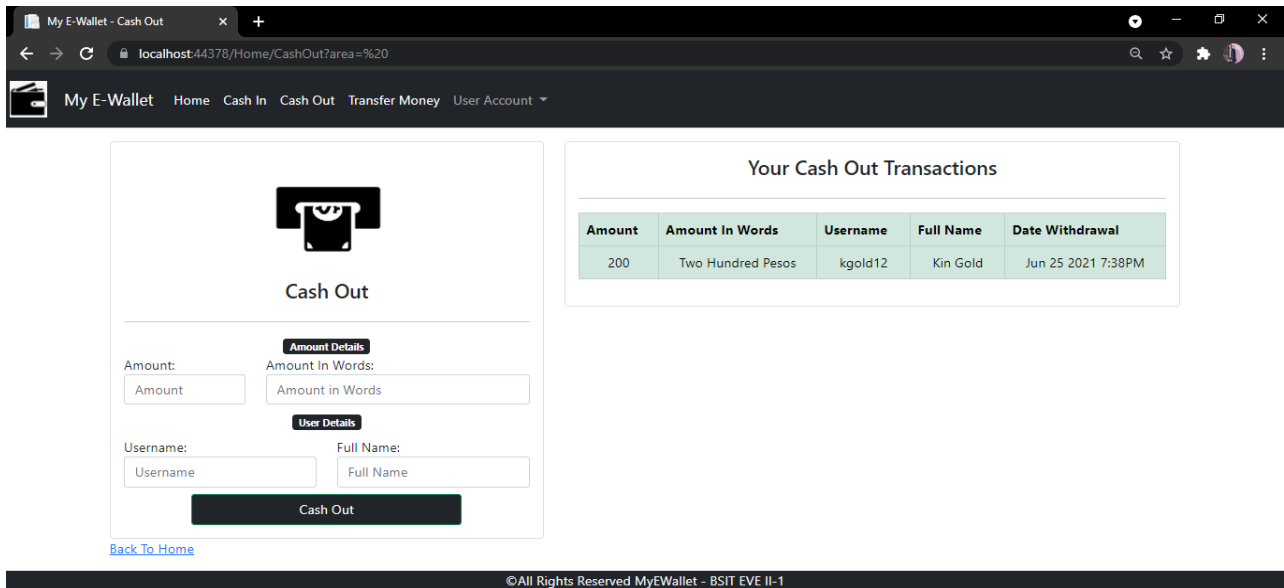 My E-Wallet - Cash Out
localhost:44378/Home/CashOut?area=%20
My E-Wallet Home Cash In Cash Out Transfer Money User Account
Cash Out
Amount Details
Amount: Amount In Words:
Amount Amount in Words
User Details
Username: Full Name:
Username Full Name
Cash Out
Back To Home
Your Cash Out Transactions
Amount Amount In Words Username Full Name Date Withdrawal
200 Two Hundred Pesos kgold12 Kin Gold Jun 25 2021 7:38PM
©All Rights Reserved MyEWallet - BSIT EVE II-1